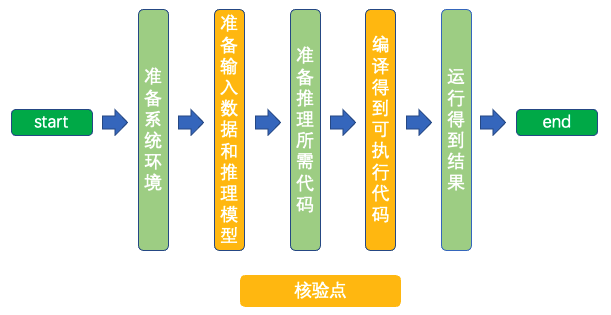 start
准备系统环境
准备输入数据和推理模型
准备推理所需代码
编译得到可执行代码
运行得到结果
end
核验点